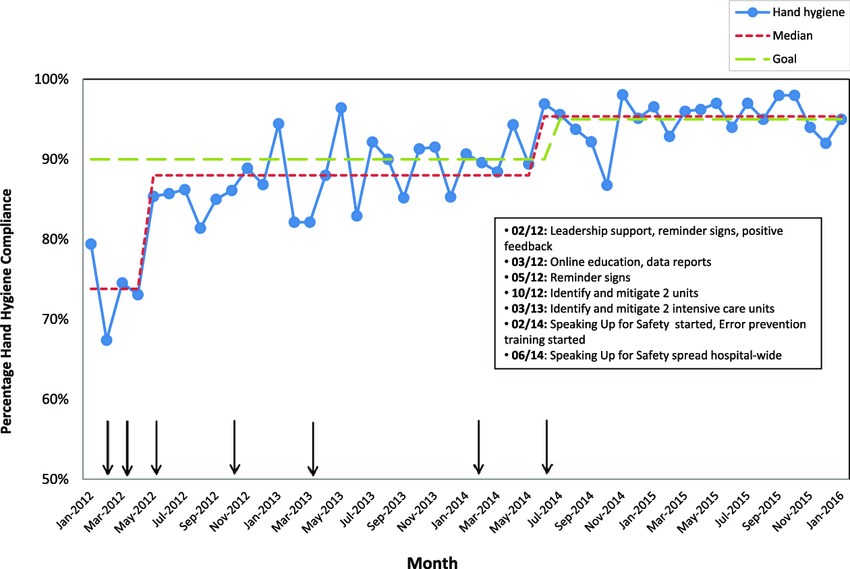 Hand hygiene
Median
Goal
Percentage Hand Hygiene Compliance
100%
90%
80%
70%
60%
50%
• 02/12: Leadership support, reminder signs, positive
feedback
• 03/12: Online education, data reports
• 05/12: Reminder signs
• 10/12: Identify and mitigate 2 units
• 03/13: Identify and mitigate 2 intensive care units
• 02/14: Speaking Up for Safety started, Error prevention
training started
• 06/14: Speaking Up for Safety spread hospital-wide
Jan-2012
Mar-2012
May-2012
Jul-2012
Sep-2012
Nov-2012
Jan-2013
Mar-2013
May-2013
Jul-2013
Sep-2013
Nov-2013
Jan-2014
Mar-2014
May-2014
Jul-2014
Sep-2014
Nov-2014
Jan-2015
Mar-2015
May-2015
Jul-2015
Sep-2015
Nov-2015
Jan-2016
Month